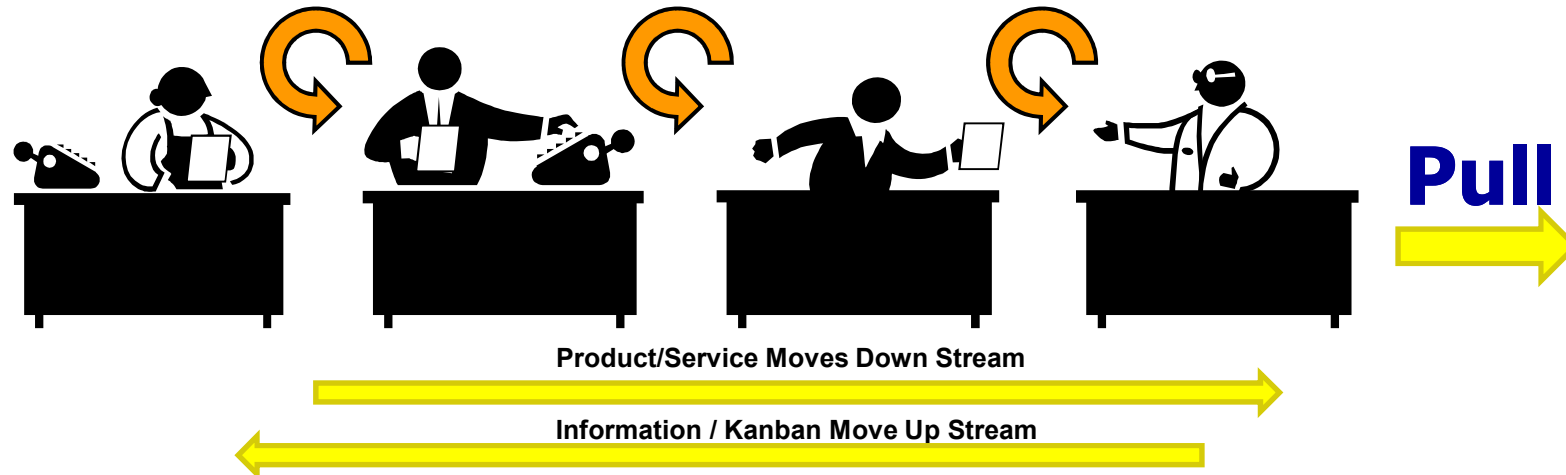 Pull
Product/Service Moves Down Stream
Information / Kanban Move Up Stream